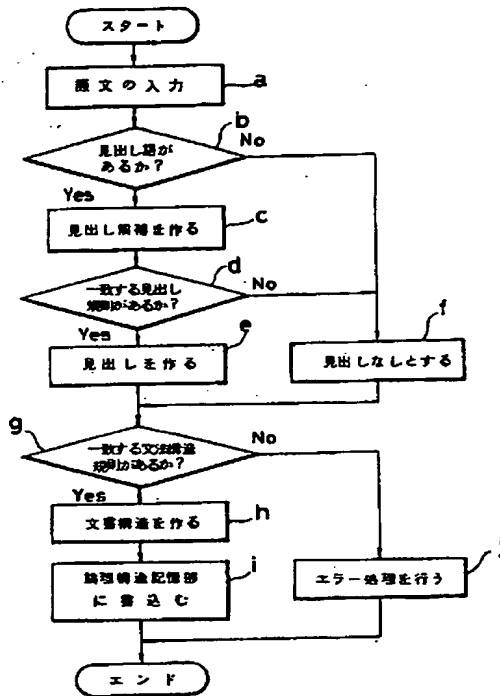 スタート
原文の入力
a
b
見出し語が
あるか?
No
Yes
見出し候補を作る
c
d
一致する見出し
規則があるか?
No
Yes
見出しを作る
e
f
見出しなしとする
g
一致する文法構造
規則があるか?
No
Yes
文書構造を作る
h
論理構造記憶部
に書込む
i
エラー処理を行う
エンド